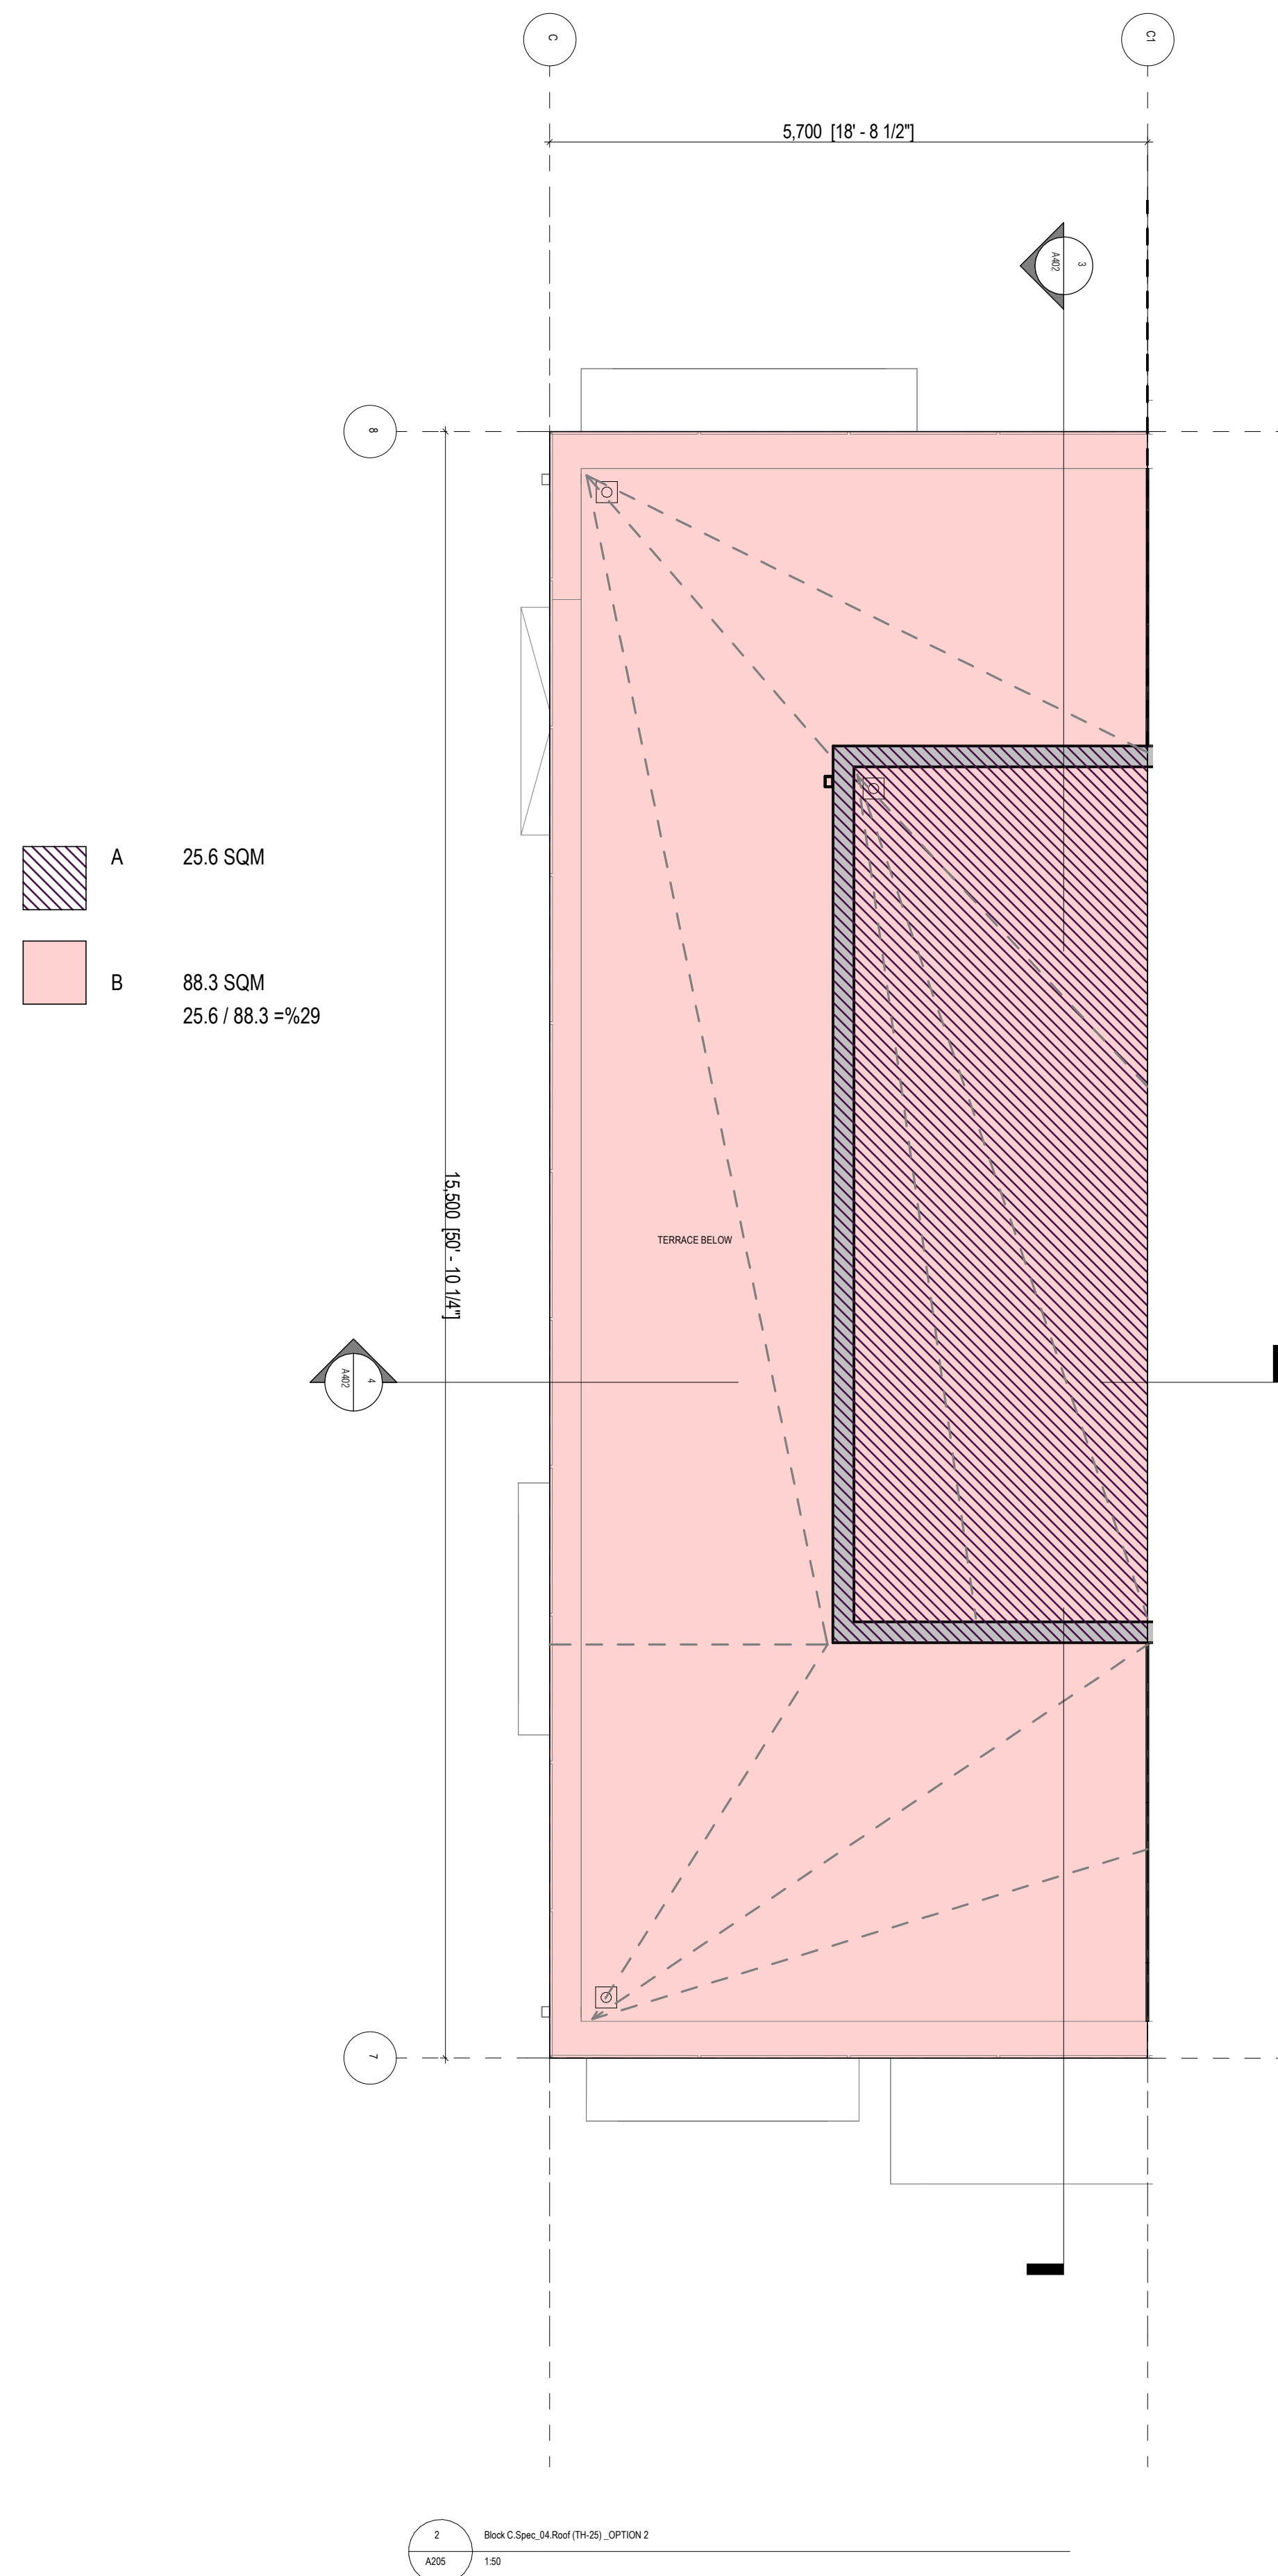 C
C1
5,700 [18' - 8 1/2"]
3
A402
8
A 25.6 SQM
B 88.3 SQM
25.6 / 88.3 =%29
15,500 [50' - 10 1/4"]
TERRACE BELOW
4
A402
7
2
Block C.Spec_04.Roof (TH-25) _OPTION 2
A205
1:50